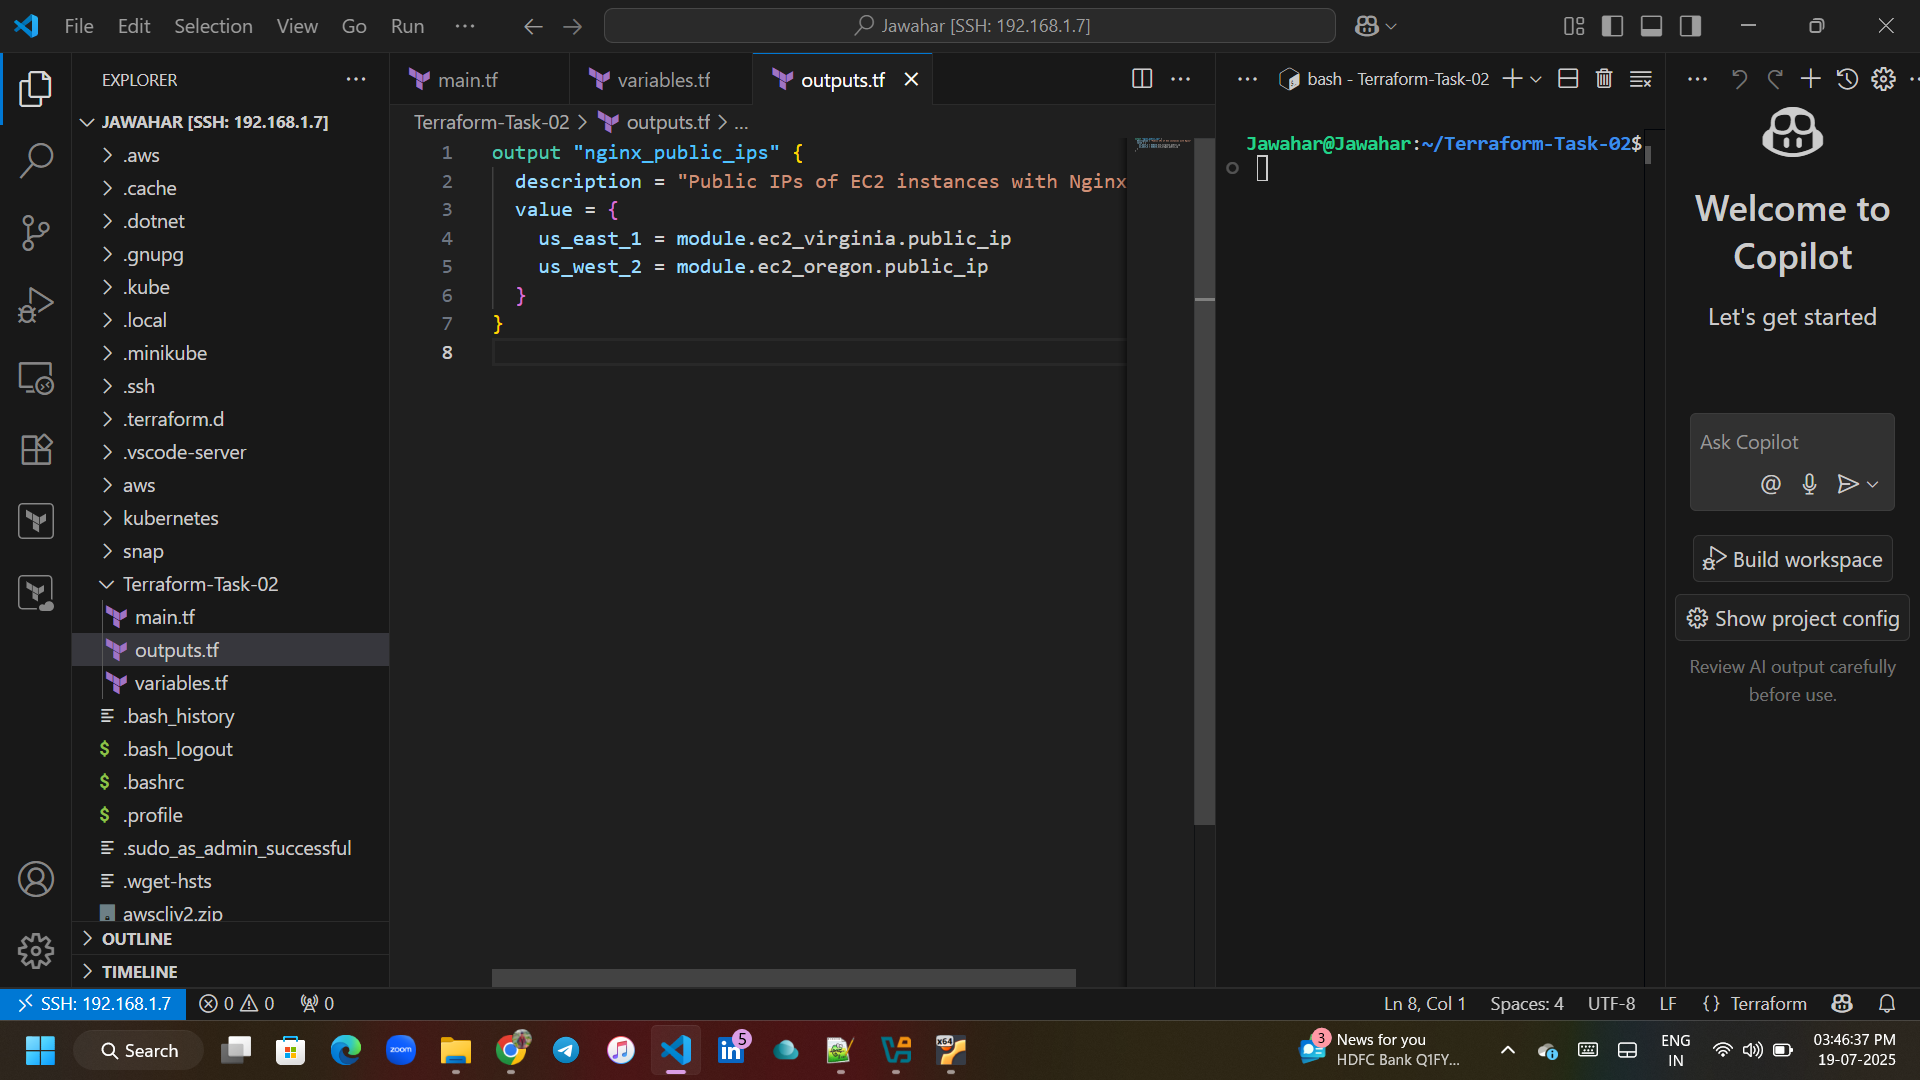 File Edit Selection View Go Run ···
Jawahar [SSH: 192.168.1.7]
EXPLORER
JAWAHAR [SSH: 192.168.1.7]
.aws
.cache
.dotnet
.gnupg
.kube
.local
.minikube
.ssh
.terraform.d
.vscode-server
aws
kubernetes
snap
Terraform-Task-02
main.tf
outputs.tf
variables.tf
.bash_history
.bash_logout
.bashrc
.profile
.sudo_as_admin_successful
.wget-hsts
awscliv2.zip
OUTLINE
TIMELINE
main.tf
variables.tf
outputs.tf
Terraform-Task-02 > outputs.tf > ...
1 output "nginx_public_ips" {
2 description = "Public IPs of EC2 instances with Nginx
3 value = {
4 us_east_1 = module.ec2_virginia.public_ip
5 us_west_2 = module.ec2_oregon.public_ip
6 }
7 }
8
bash - Terraform-Task-02
Jawahar@Jawahar:~/Terraform-Task-02$
Welcome to
Copilot
Let's get started
Ask Copilot
@
Build workspace
Show project config
Review AI output carefully
before use.
SSH: 192.168.1.7
0 0 0
Ln 8, Col 1
Spaces: 4
UTF-8
LF
{} Terraform
Search
zoom
5
X64
3
News for you
HDFC Bank Q1FY...
ENG
IN
03:46:37 PM
19-07-2025